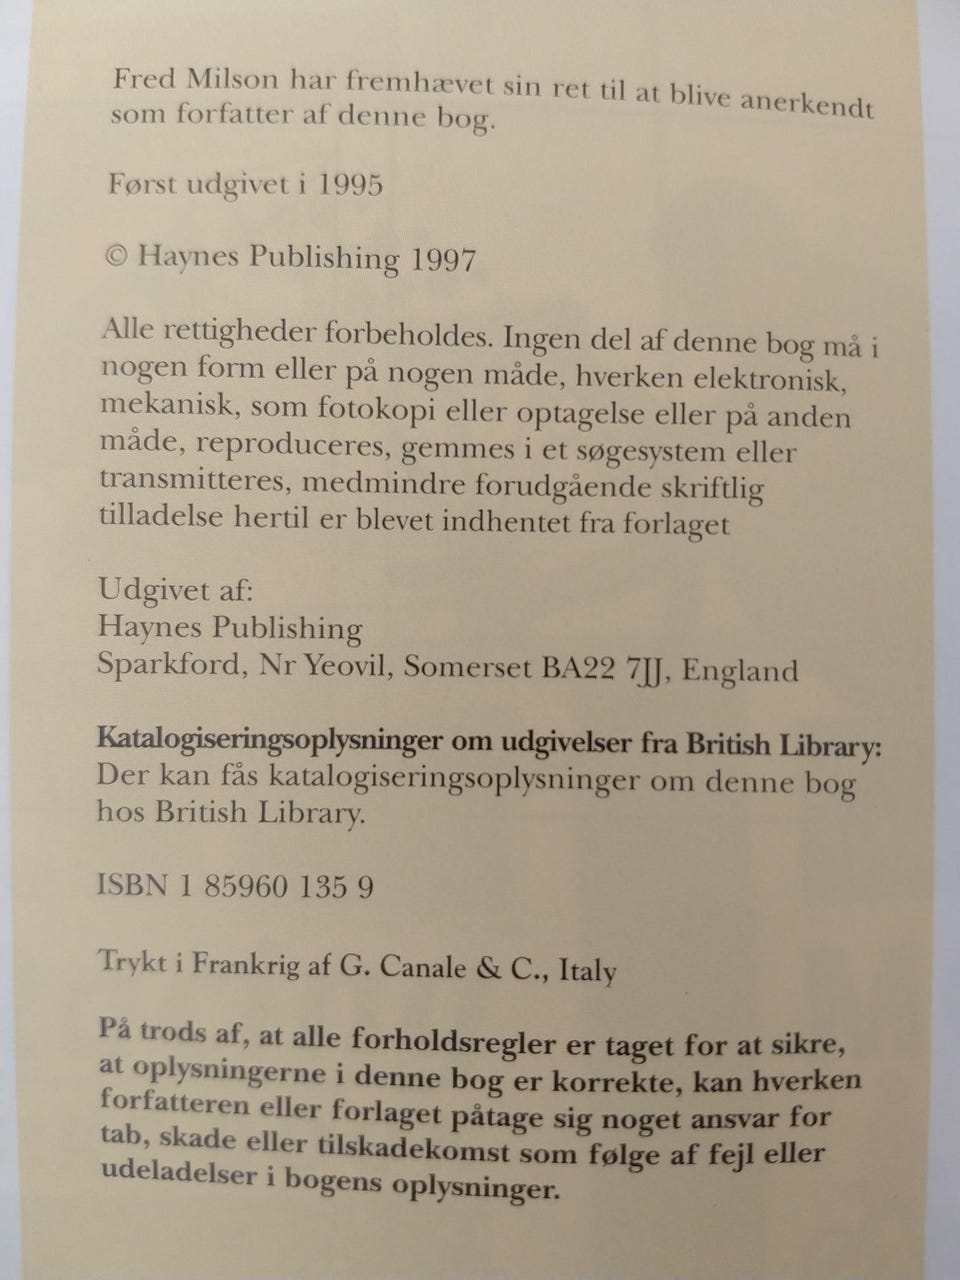 Fred Milson har fremhævet sin ret til at blive anerkendt
som forfatter af denne bog.
Først udgivet i 1995
© Haynes Publishing 1997
Alle rettigheder forbeholdes. Ingen del af denne bog må i
nogen form eller på nogen måde, hverken elektronisk,
mekanisk, som fotokopi eller optagelse eller på anden
måde, reproduceres, gemmes i et søgesystem eller
transmitteres, medmindre forudgående skriftlig
tilladelse hertil er blevet indhentet fra forlaget
Udgivet af:
Haynes Publishing
Sparkford, Nr Yeovil, Somerset BA22 7JJ, England
Katalogiseringsoplysninger om udgivelser fra British Library:
Der kan fås katalogiseringsoplysninger om denne bog
hos British Library.
ISBN 1 85960 135 9
Trykt i Frankrig af G. Canale & C., Italy
På trods af, at alle forholdsregler er taget for at sikre,
at oplysningerne i denne bog er korrekte, kan hverken
forfatteren eller forlaget påtage sig noget ansvar for
tab, skade eller tilskadekomst som følge af fejl eller
udeladelser i bogens oplysninger.